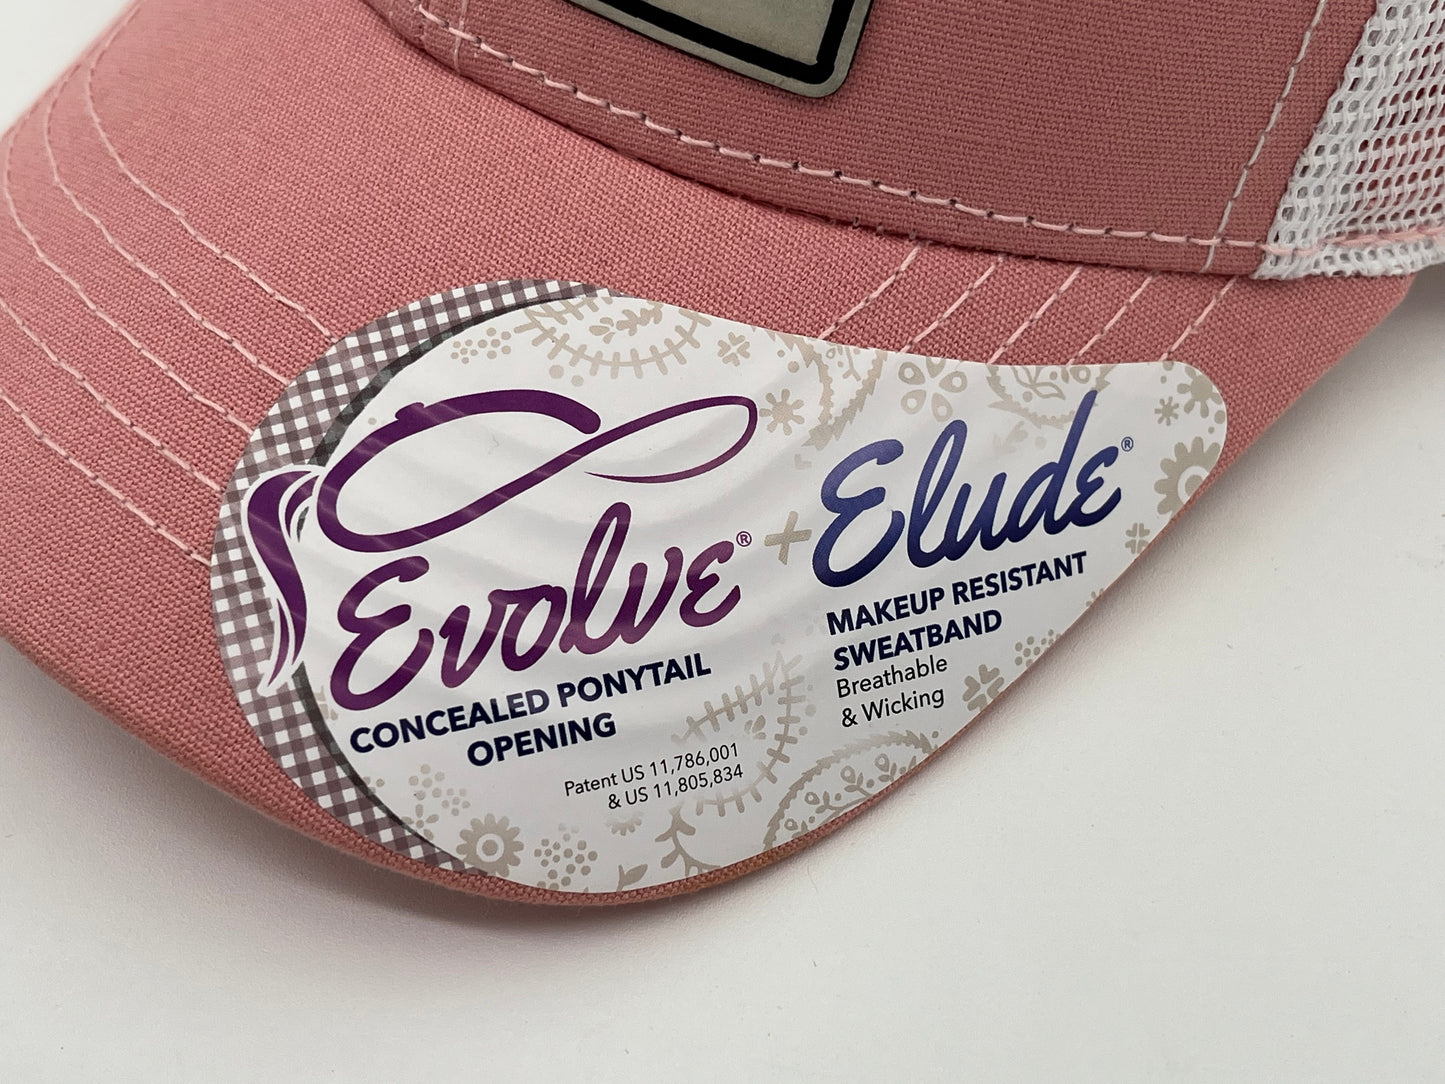 Evolve®
CONCEALED PONYTAIL
OPENING
Patent US 11,786,001
& US 11,805,834
+
Elude®
MAKEUP RESISTANT
SWEATBAND
Breathable
& Wicking